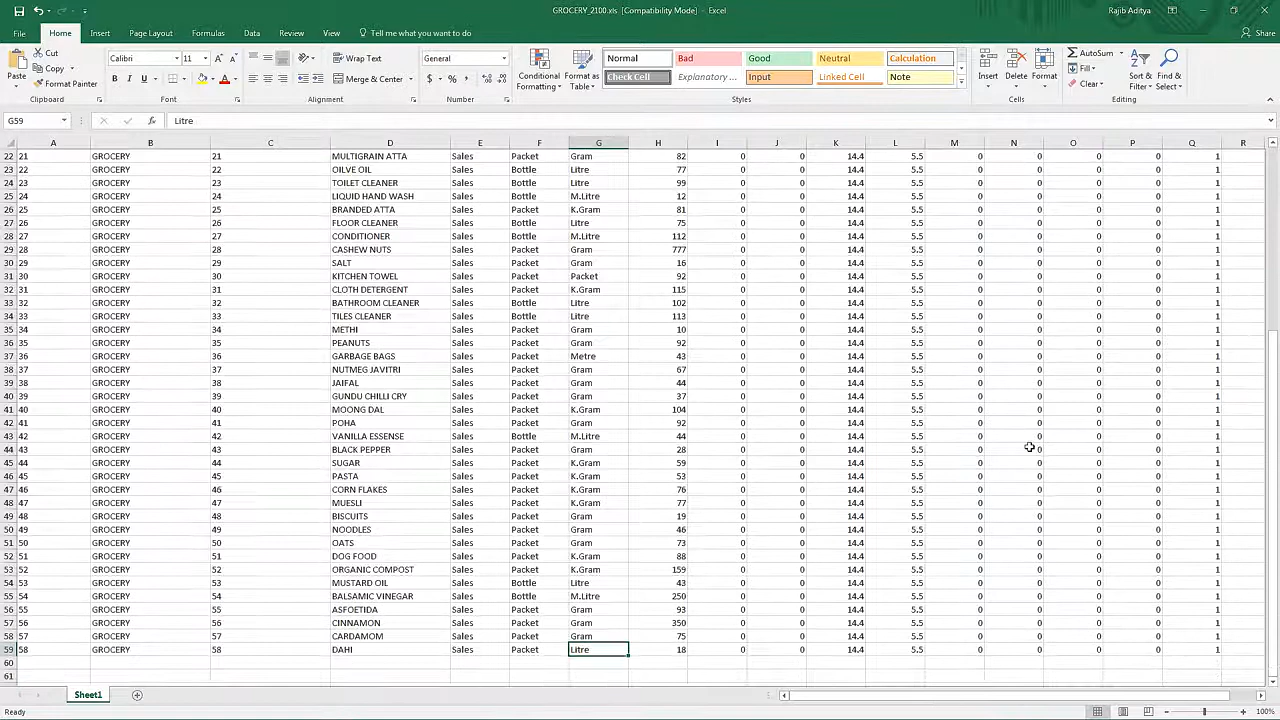 GROCERY_2100.xls [Compatibility Mode] - Excel
Rajib Aditya
File Home Insert Page Layout Formulas Data Review View Tell me what you want to do Share
Cut
Copy
Format Painter
Paste
Clipboard
Calibri 11
B I U
Font
Wrap Text
Merge & Center
Alignment
General
$ % ,
Number
Conditional Formatting
Format as Table
Normal Bad Good Neutral Calculation
Check Cell Explanatory ... Input Linked Cell Note
Styles
Insert Delete Format
Cells
AutoSum
Fill
Clear
Sort & Filter
Find & Select
Editing
G59 fx Litre
A B C D E F G H I J K L M N O P Q R
22 21 GROCERY 21 MULTIGRAIN ATTA Sales Packet Gram 82 0 0 14.4 5.5 0 0 0 0 1
23 22 GROCERY 22 OILVE OIL Sales Bottle Litre 77 0 0 14.4 5.5 0 0 0 0 1
24 23 GROCERY 23 TOILET CLEANER Sales Bottle Litre 99 0 0 14.4 5.5 0 0 0 0 1
25 24 GROCERY 24 LIQUID HAND WASH Sales Bottle M.Litre 12 0 0 14.4 5.5 0 0 0 0 1
26 25 GROCERY 25 BRANDED ATTA Sales Packet K.Gram 81 0 0 14.4 5.5 0 0 0 0 1
27 26 GROCERY 26 FLOOR CLEANER Sales Bottle Litre 75 0 0 14.4 5.5 0 0 0 0 1
28 27 GROCERY 27 CONDITIONER Sales Bottle M.Litre 112 0 0 14.4 5.5 0 0 0 0 1
29 28 GROCERY 28 CASHEW NUTS Sales Packet Gram 777 0 0 14.4 5.5 0 0 0 0 1
30 29 GROCERY 29 SALT Sales Packet Gram 16 0 0 14.4 5.5 0 0 0 0 1
31 30 GROCERY 30 KITCHEN TOWEL Sales Packet Packet 92 0 0 14.4 5.5 0 0 0 0 1
32 31 GROCERY 31 CLOTH DETERGENT Sales Packet K.Gram 115 0 0 14.4 5.5 0 0 0 0 1
33 32 GROCERY 32 BATHROOM CLEANER Sales Bottle Litre 102 0 0 14.4 5.5 0 0 0 0 1
34 33 GROCERY 33 TILES CLEANER Sales Bottle Litre 113 0 0 14.4 5.5 0 0 0 0 1
35 34 GROCERY 34 METHI Sales Packet Gram 10 0 0 14.4 5.5 0 0 0 0 1
36 35 GROCERY 35 PEANUTS Sales Packet Gram 92 0 0 14.4 5.5 0 0 0 0 1
37 36 GROCERY 36 GARBAGE BAGS Sales Packet Metre 43 0 0 14.4 5.5 0 0 0 0 1
38 37 GROCERY 37 NUTMEG JAVITRI Sales Packet Gram 67 0 0 14.4 5.5 0 0 0 0 1
39 38 GROCERY 38 JAIFAL Sales Packet Gram 44 0 0 14.4 5.5 0 0 0 0 1
40 39 GROCERY 39 GUNDU CHILLI CRY Sales Packet Gram 37 0 0 14.4 5.5 0 0 0 0 1
41 40 GROCERY 40 MOONG DAL Sales Packet K.Gram 104 0 0 14.4 5.5 0 0 0 0 1
42 41 GROCERY 41 POHA Sales Packet Gram 92 0 0 14.4 5.5 0 0 0 0 1
43 42 GROCERY 42 VANILLA ESSENSE Sales Bottle M.Litre 44 0 0 14.4 5.5 0 0 0 0 1
44 43 GROCERY 43 BLACK PEPPER Sales Packet Gram 28 0 0 14.4 5.5 0 0 0 0 1
45 44 GROCERY 44 SUGAR Sales Packet K.Gram 59 0 0 14.4 5.5 0 0 0 0 1
46 45 GROCERY 45 PASTA Sales Packet K.Gram 53 0 0 14.4 5.5 0 0 0 0 1
47 46 GROCERY 46 CORN FLAKES Sales Packet K.Gram 76 0 0 14.4 5.5 0 0 0 0 1
48 47 GROCERY 47 MUESLI Sales Packet K.Gram 77 0 0 14.4 5.5 0 0 0 0 1
49 48 GROCERY 48 BISCUITS Sales Packet Gram 19 0 0 14.4 5.5 0 0 0 0 1
50 49 GROCERY 49 NOODLES Sales Packet Gram 46 0 0 14.4 5.5 0 0 0 0 1
51 50 GROCERY 50 OATS Sales Packet Gram 73 0 0 14.4 5.5 0 0 0 0 1
52 51 GROCERY 51 DOG FOOD Sales Packet K.Gram 88 0 0 14.4 5.5 0 0 0 0 1
53 52 GROCERY 52 ORGANIC COMPOST Sales Packet K.Gram 159 0 0 14.4 5.5 0 0 0 0 1
54 53 GROCERY 53 MUSTARD OIL Sales Bottle Litre 43 0 0 14.4 5.5 0 0 0 0 1
55 54 GROCERY 54 BALSAMIC VINEGAR Sales Bottle M.Litre 250 0 0 14.4 5.5 0 0 0 0 1
56 55 GROCERY 55 ASFOETIDA Sales Packet Gram 93 0 0 14.4 5.5 0 0 0 0 1
57 56 GROCERY 56 CINNAMON Sales Packet Gram 350 0 0 14.4 5.5 0 0 0 0 1
58 57 GROCERY 57 CARDAMOM Sales Packet Gram 75 0 0 14.4 5.5 0 0 0 0 1
59 58 GROCERY 58 DAHI Sales Packet Litre 18 0 0 14.4 5.5 0 0 0 0 1
60
61
Sheet1
Ready 100%